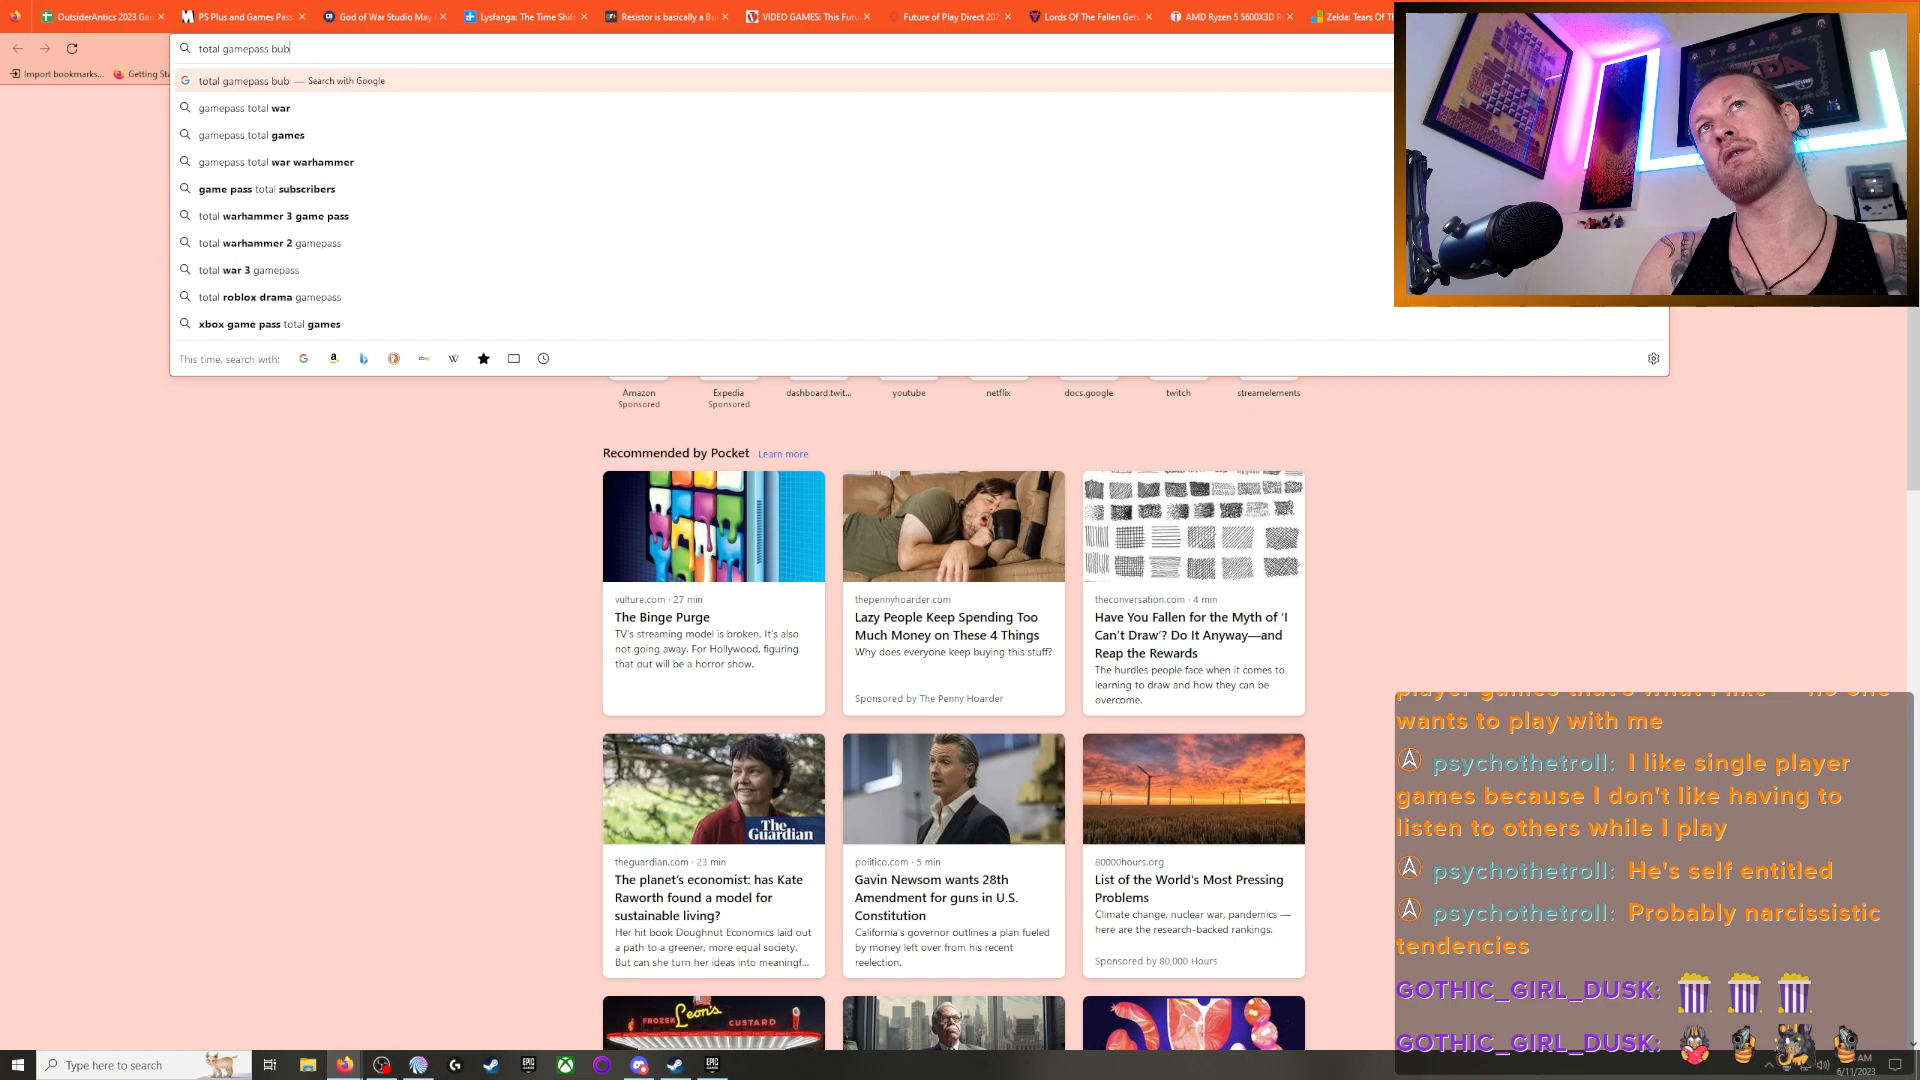 OutsiderAntics 2023 Gam
PS Plus and Games Pass
God of War Studio May
Lysfanga: The Time Shift
Resistor is basically a Bu
VIDEO GAMES: This Futu
Future of Play Direct 202
Lords Of The Fallen Gets
AMD Ryzen 5 5600X3D R
Zelda: Tears Of Th
total gamepass bub
Import bookmarks...
Getting Sta
total gamepass bub — Search with Google
gamepass total war
gamepass total games
gamepass total war warhammer
game pass total subscribers
total warhammer 3 game pass
total warhammer 2 gamepass
total war 3 gamepass
total roblox drama gamepass
xbox game pass total games
This time, search with:
Amazon
Sponsored
Expedia
Sponsored
dashboard.twit...
youtube
netflix
docs.google
twitch
streamelements
Recommended by Pocket Learn more
vulture.com · 27 min
The Binge Purge
TV's streaming model is broken. It's also
not going away. For Hollywood, figuring
that out will be a horror show.
thepennyhoarder.com
Lazy People Keep Spending Too
Much Money on These 4 Things
Why does everyone keep buying this stuff?
Sponsored by The Penny Hoarder
theconversation.com · 4 min
Have You Fallen for the Myth of 'I
Can't Draw'? Do It Anyway—and
Reap the Rewards
The hurdles people face when it comes to
learning to draw and how they can be
overcome.
The
Guardian
theguardian.com · 23 min
The planet's economist: has Kate
Raworth found a model for
sustainable living?
Her hit book Doughnut Economics laid out
a path to a greener, more equal society.
But can she turn her ideas into meaningf...
politico.com · 5 min
Gavin Newsom wants 28th
Amendment for guns in U.S.
Constitution
California's governor outlines a plan fueled
by money left over from his recent
reelection.
80000hours.org
List of the World's Most Pressing
Problems
Climate change, nuclear war, pandemics —
here are the research-backed rankings.
Sponsored by 80,000 Hours
FROZEN Leon's CUSTARD
player games that's what I like no one
wants to play with me
psychothetroll: I like single player
games because I don't like having to
listen to others while I play
psychothetroll: He's self entitled
psychothetroll: Probably narcissistic
tendencies
GOTHIC_GIRL_DUSK:
GOTHIC_GIRL_DUSK:
Type here to search
AM
6/11/2023